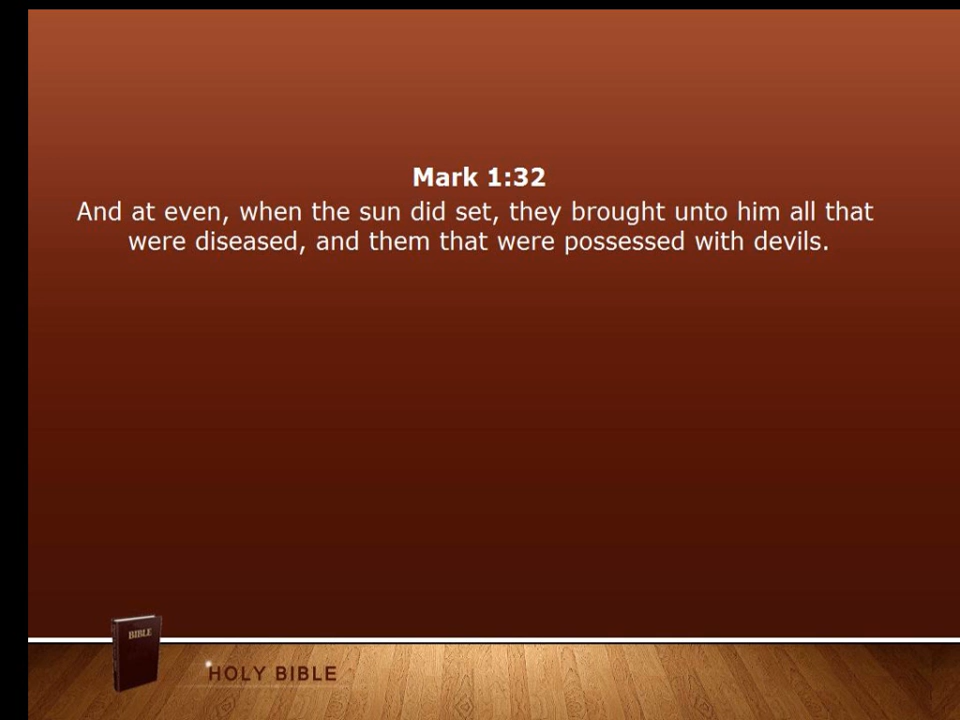 Mark 1:32
And at even, when the sun did set, they brought unto him all that
were diseased, and them that were possessed with devils.
BIBLE
HOLY BIBLE